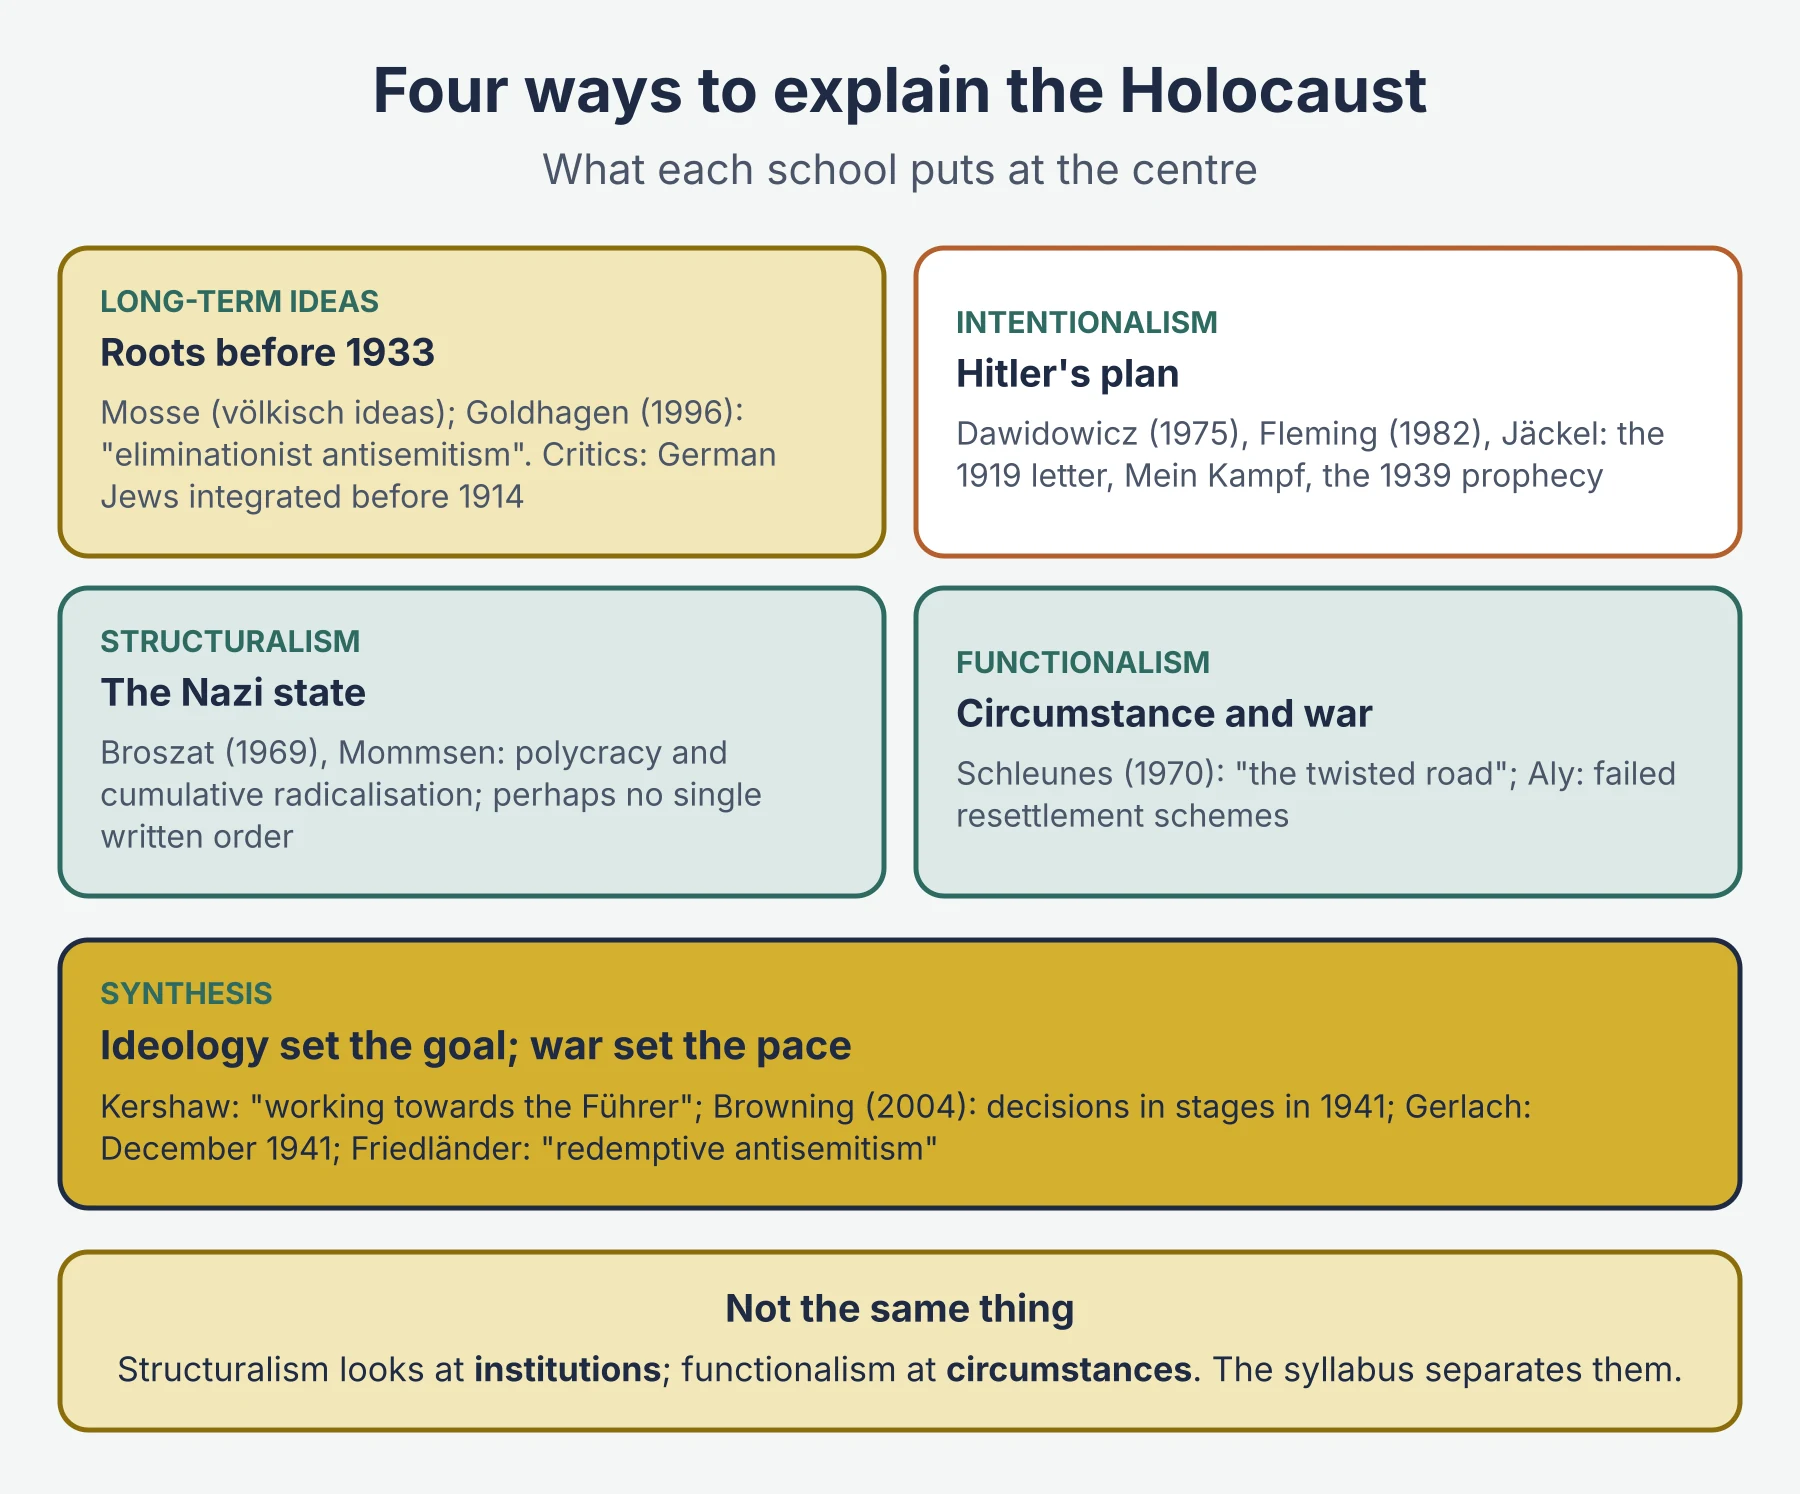 Four ways to explain the Holocaust
What each school puts at the centre
LONG-TERM IDEAS
Roots before 1933
Mosse (völkisch ideas); Goldhagen (1996):
"eliminationist antisemitism". Critics: German
Jews integrated before 1914
INTENTIONALISM
Hitler's plan
Dawidowicz (1975), Fleming (1982), Jäckel: the
1919 letter, Mein Kampf, the 1939 prophecy
STRUCTURALISM
The Nazi state
Broszat (1969), Mommsen: polycracy and
cumulative radicalisation; perhaps no single
written order
FUNCTIONALISM
Circumstance and war
Schleunes (1970): "the twisted road"; Aly: failed
resettlement schemes
SYNTHESIS
Ideology set the goal; war set the pace
Kershaw: "working towards the Führer"; Browning (2004): decisions in stages in 1941; Gerlach:
December 1941; Friedländer: "redemptive antisemitism"
Not the same thing
Structuralism looks at institutions; functionalism at circumstances. The syllabus separates them.